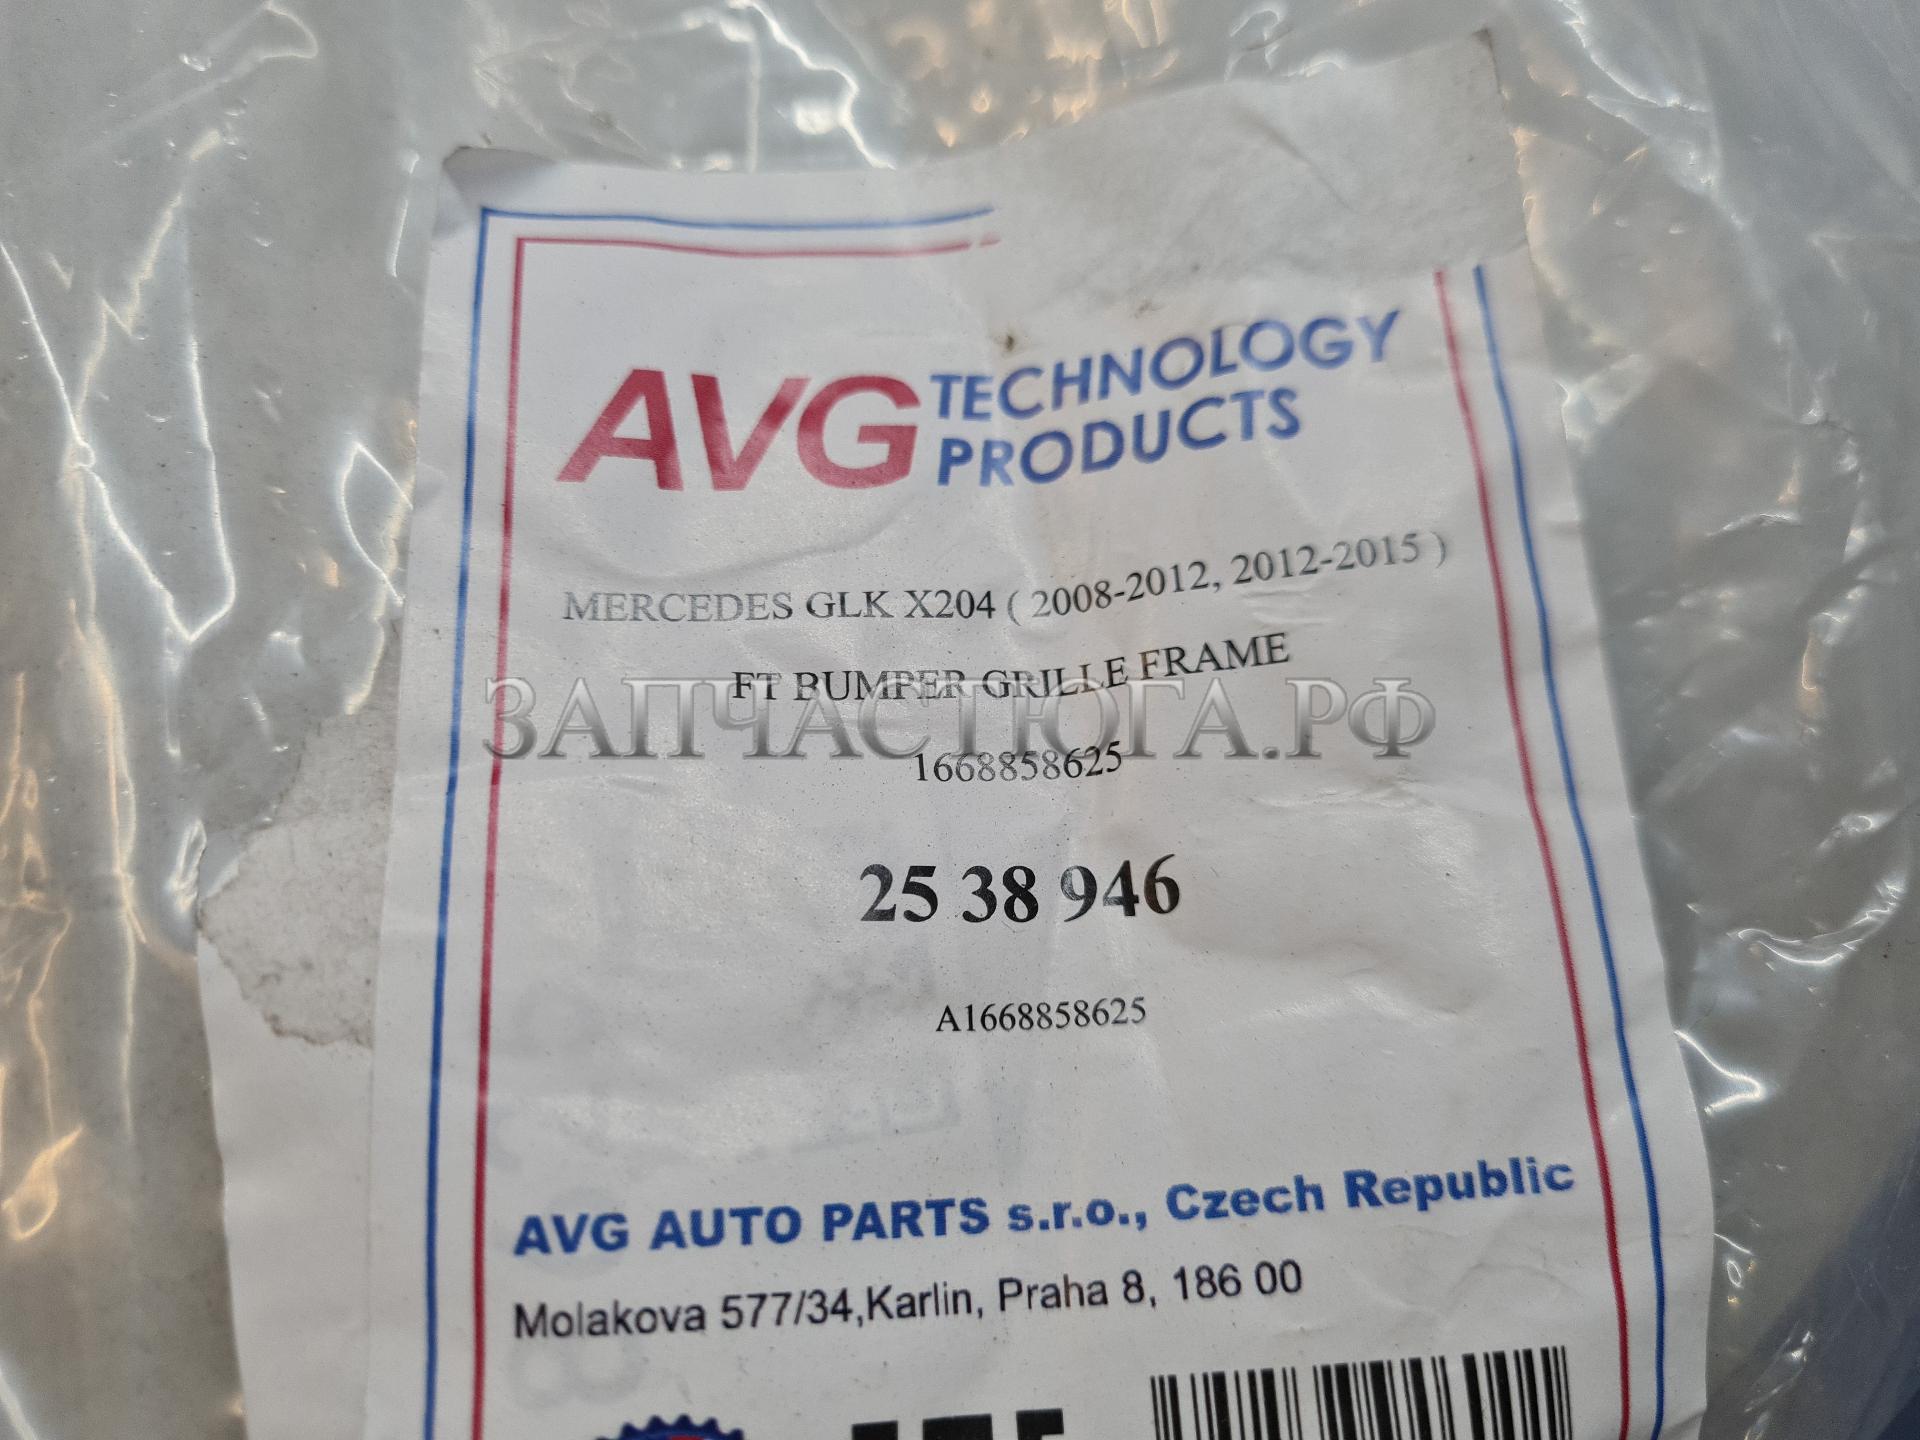 AVG TECHNOLOGY
PRODUCTS
MERCEDES GLK X204 ( 2008-2012, 2012-2015 )
FT BUMPER GRILLE FRAME
ЗАПЧАСТЮГА.РФ
1668858625
25 38 946
A1668858625
AVG AUTO PARTS s.r.o., Czech Republic
Molakova 577/34,Karlin, Praha 8, 186 00